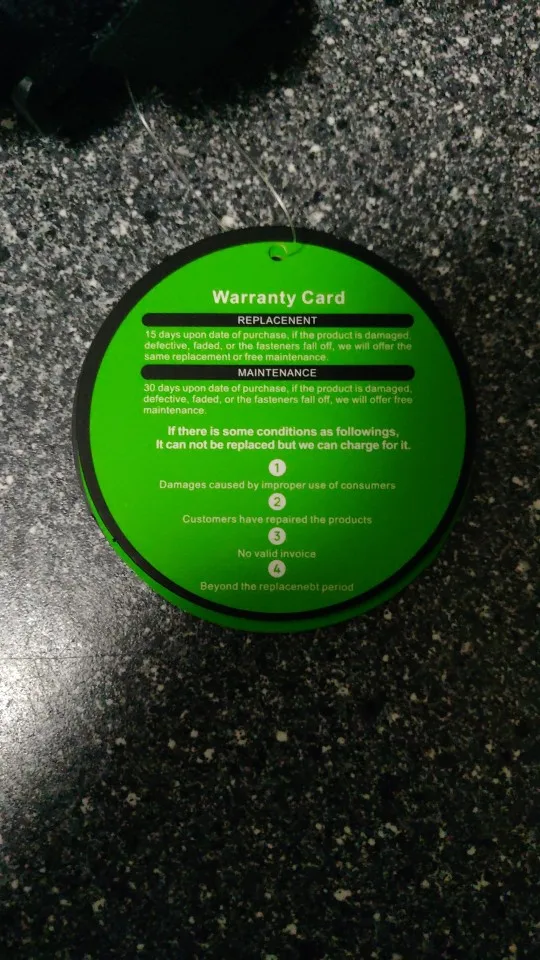 Warranty Card
REPLACENENT
15 days upon date of purchase, if the product is damaged,
defective, faded, or the fasteners fall off, we will offer the
same replacement or free maintenance.
MAINTENANCE
30 days upon date of purchase, if the product is damaged,
defective, faded, or the fasteners fall off, we will offer free
maintenance.
If there is some conditions as followings,
It can not be replaced but we can charge for it.
1
Damages caused by improper use of consumers
2
Customers have repaired the products
3
No valid invoice
4
Beyond the replacenebt period